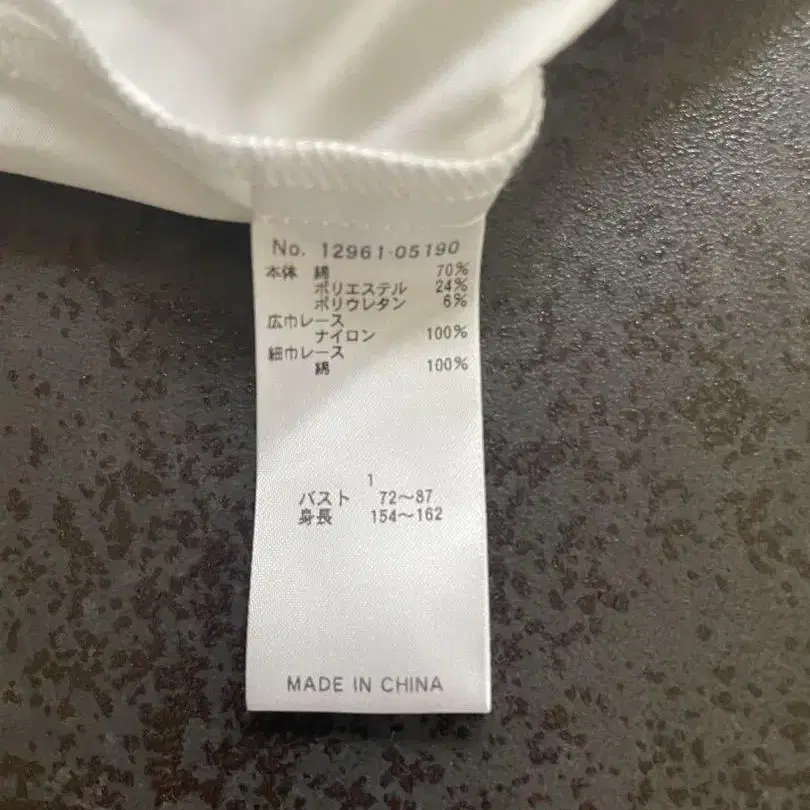 No. 12961-05190
本体 綿 70%
ポリエステル 24%
ポリウレタン 6%
広巾レース
ナイロン 100%
細巾レース
綿 100%
1
バスト 72～87
身長 154～162
MADE IN CHINA